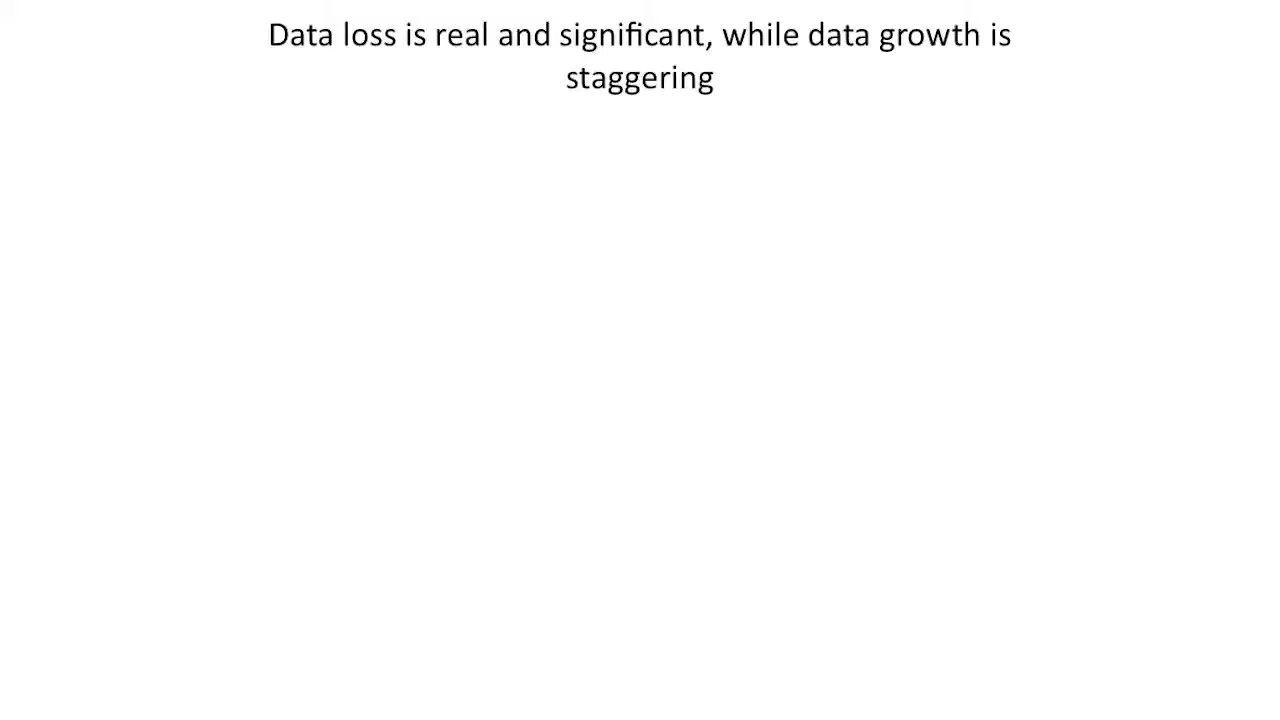 Data loss is real and significant, while data growth is
staggering